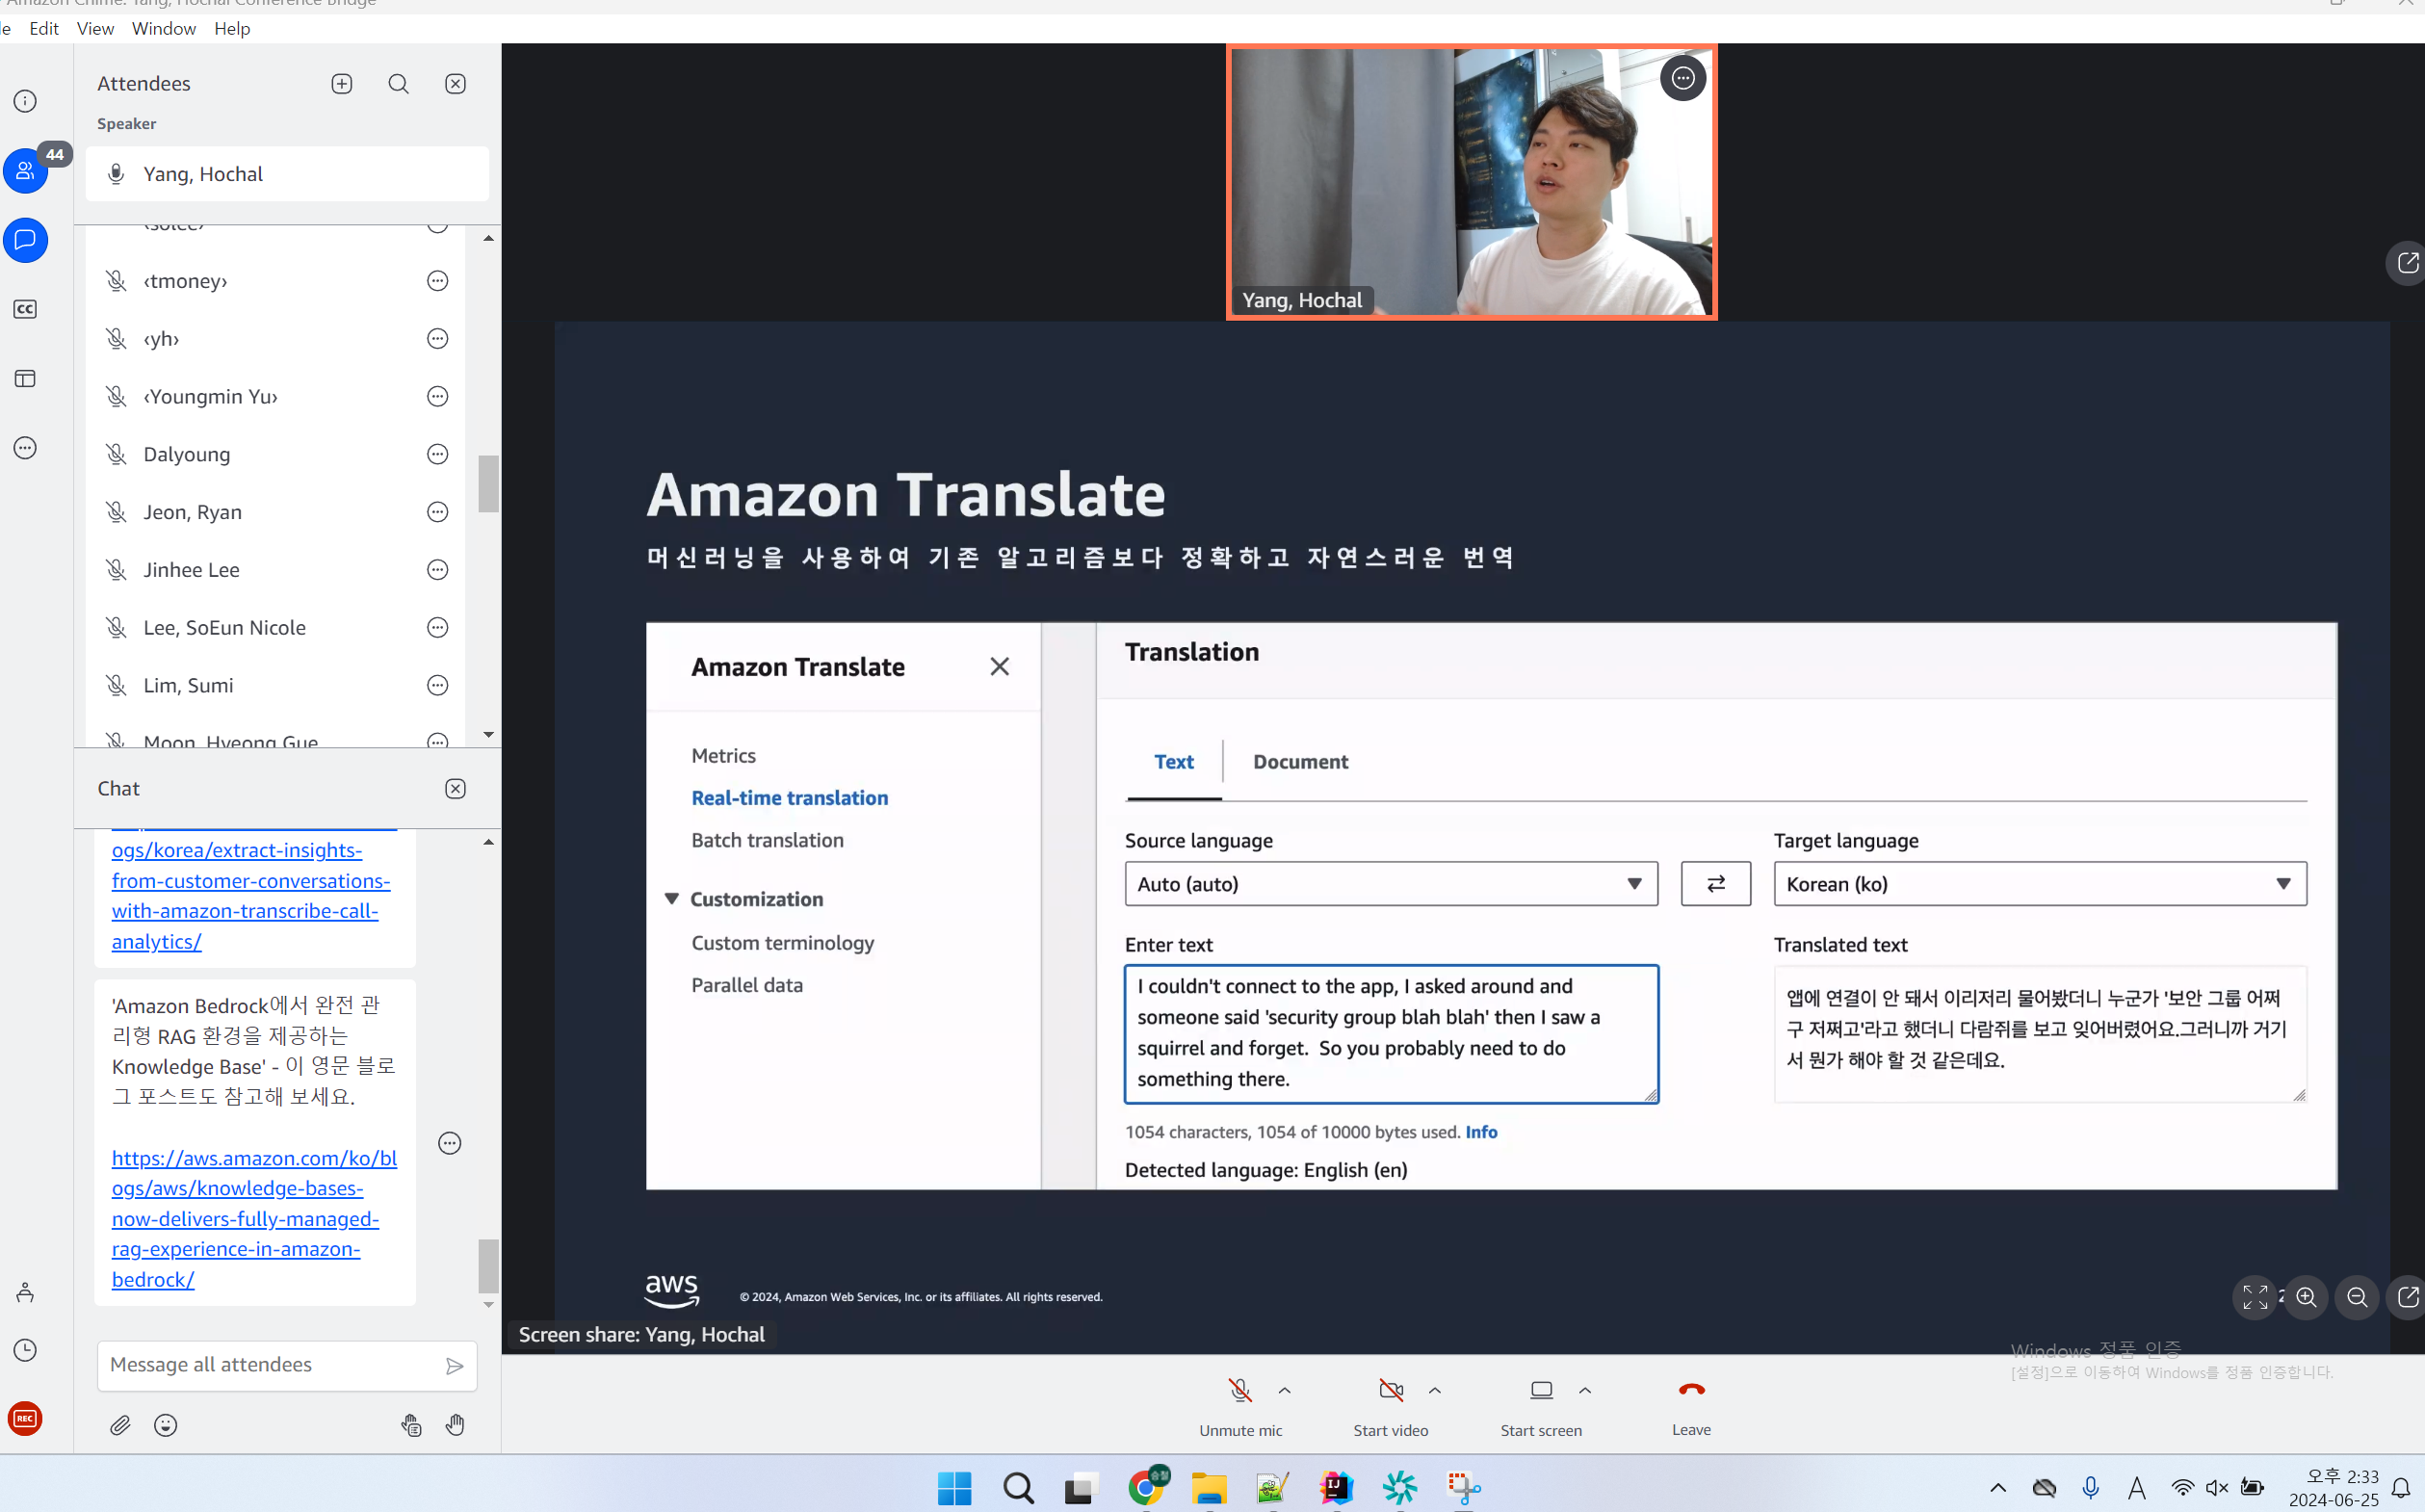 Amazon Chime: Yang, Hochal Conference Bridge
Edit View Window Help
Attendees
44
Speaker
Yang, Hochal
‹solee›
‹tmoney›
‹yh›
‹Youngmin Yu›
Dalyoung
Jeon, Ryan
Jinhee Lee
Lee, SoEun Nicole
Lim, Sumi
Moon, Hyeong Gue
CC
Chat
ogs/korea/extract-insights-
from-customer-conversations-
with-amazon-transcribe-call-
analytics/
'Amazon Bedrock에서 완전 관
리형 RAG 환경을 제공하는
Knowledge Base' - 이 영문 블로
그 포스트도 참고해 보세요.
https://aws.amazon.com/ko/bl
ogs/aws/knowledge-bases-
now-delivers-fully-managed-
rag-experience-in-amazon-
bedrock/
Message all attendees
REC
Yang, Hochal
Amazon Translate
머신러닝을 사용하여 기존 알고리즘보다 정확하고 자연스러운 번역
Amazon Translate
Metrics
Real-time translation
Batch translation
Customization
Custom terminology
Parallel data
Translation
Text Document
Source language
Auto (auto)
Target language
Korean (ko)
Enter text
I couldn't connect to the app, I asked around and
someone said 'security group blah blah' then I saw a
squirrel and forget. So you probably need to do
something there.
Translated text
앱에 연결이 안 돼서 이리저리 물어봤더니 누군가 '보안 그룹 어쩌
구 저쩌고'라고 했더니 다람쥐를 보고 잊어버렸어요.그러니까 거기
서 뭔가 해야 할 것 같은데요.
1054 characters, 1054 of 10000 bytes used. Info
Detected language: English (en)
aws
© 2024, Amazon Web Services, Inc. or its affiliates. All rights reserved.
Screen share: Yang, Hochal
Windows 정품 인증
[설정]으로 이동하여 Windows를 정품 인증합니다.
Unmute mic
Start video
Start screen
Leave
승철
IJ
A
오후 2:33
2024-06-25